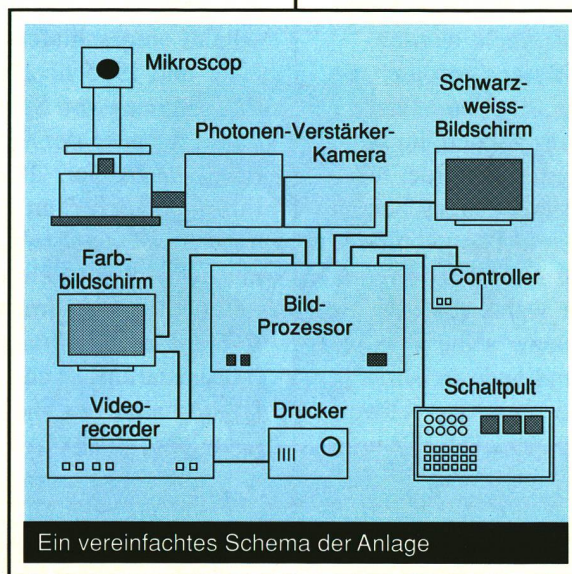 Mikroscop
Schwarz-
weiss-
Bildschirm
Photonen-Verstärker-
Kamera
Farb-
bildschirm
Bild-
Prozessor
Controller
Video-
recorder
Drucker
Schaltpult
Ein vereinfachtes Schema der Anlage